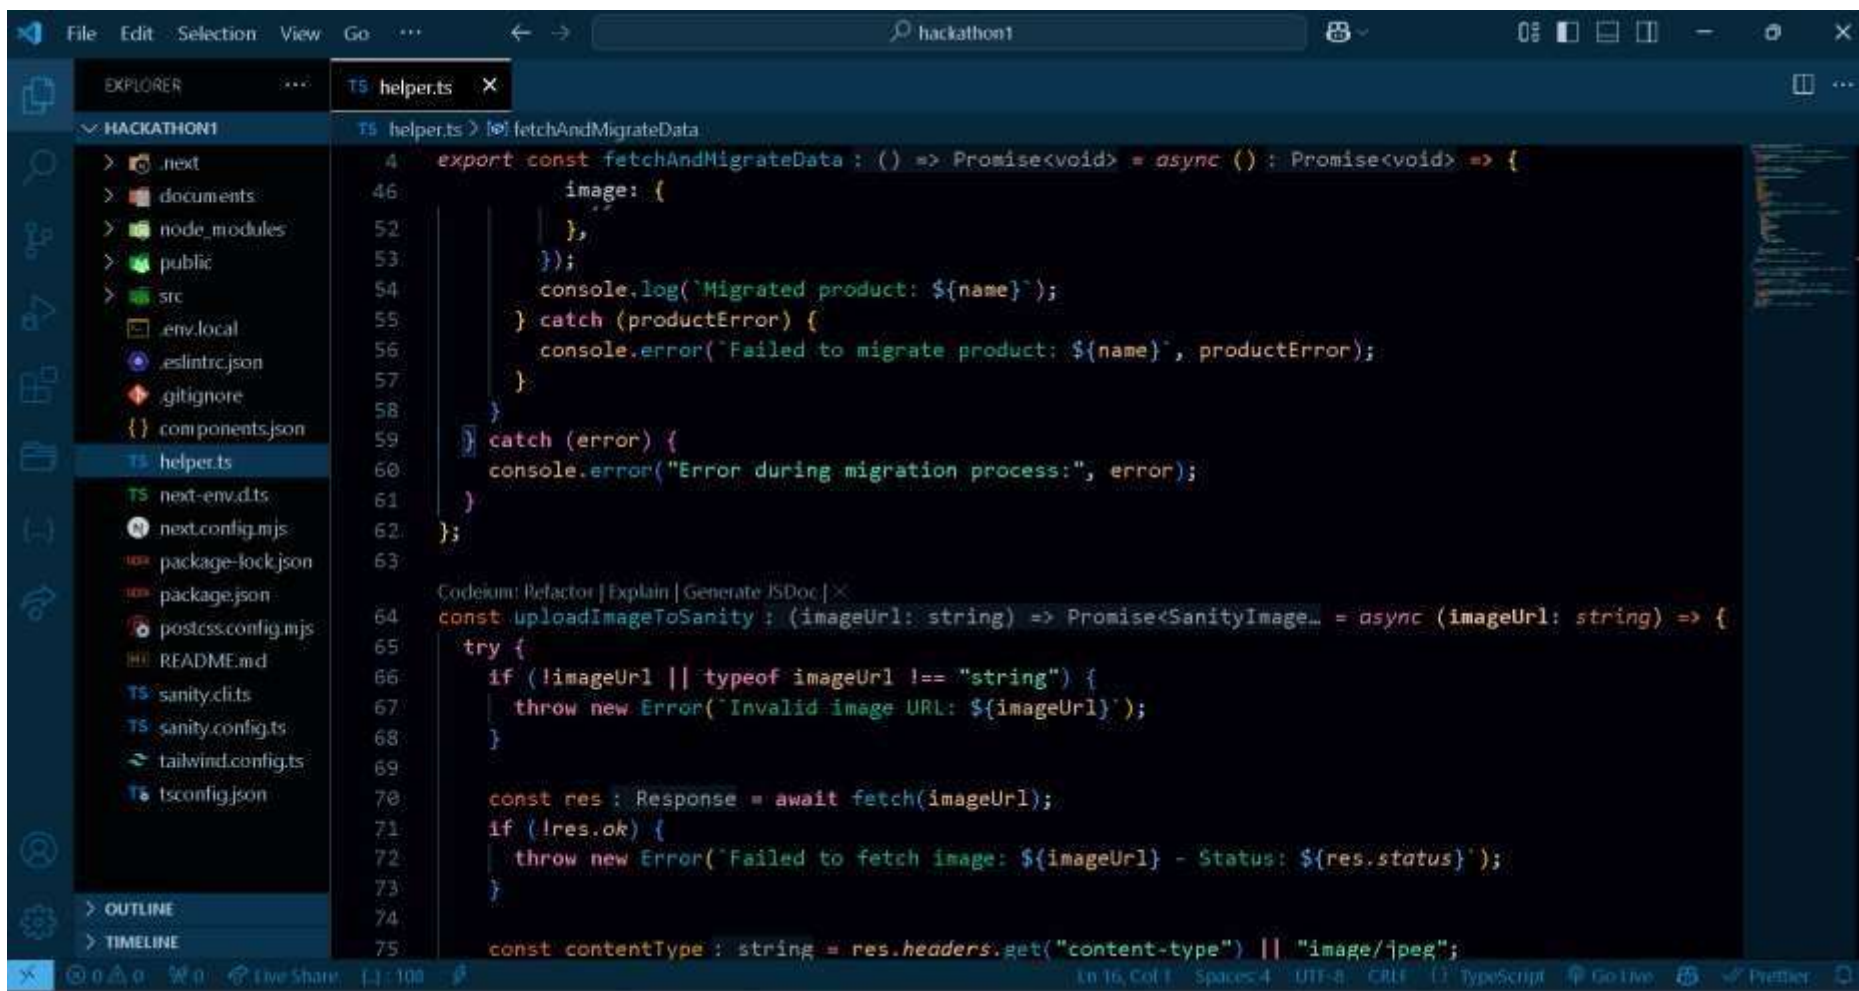 File Edit Selection View Go ··· ← → hackathon1
EXPLORER ···
HACKATHON1
.next
documents
node_modules
public
src
.env.local
.eslintrc.json
.gitignore
{} components.json
TS helper.ts
TS next-env.d.ts
next.config.mjs
package-lock.json
package.json
postcss.config.mjs
README.md
TS sanity.cli.ts
TS sanity.config.ts
tailwind.config.ts
TS tsconfig.json
OUTLINE
TIMELINE
TS helper.ts ×
TS helper.ts > fetchAndMigrateData
4 export const fetchAndMigrateData : () => Promise<void> = async () : Promise<void> => {
46 image: {
52 },
53 });
54 console.log(`Migrated product: ${name}`);
55 } catch (productError) {
56 console.error(`Failed to migrate product: ${name}`, productError);
57 }
58 }
59 } catch (error) {
60 console.error("Error during migration process:", error);
61 }
62 };
63
Codeium: Refactor | Explain | Generate JSDoc | ×
64 const uploadImageToSanity : (imageUrl: string) => Promise<SanityImage… = async (imageUrl: string) => {
65 try {
66 if (!imageUrl || typeof imageUrl !== "string") {
67 throw new Error(`Invalid image URL: ${imageUrl}`);
68 }
69
70 const res : Response = await fetch(imageUrl);
71 if (!res.ok) {
72 throw new Error(`Failed to fetch image: ${imageUrl} - Status: ${res.status}`);
73 }
74
75 const contentType : string = res.headers.get("content-type") || "image/jpeg";
0 0 0 Live Share {..} : 108 Ln 16, Col 1 Spaces: 4 UTF-8 CRLF {} TypeScript Go Live Prettier